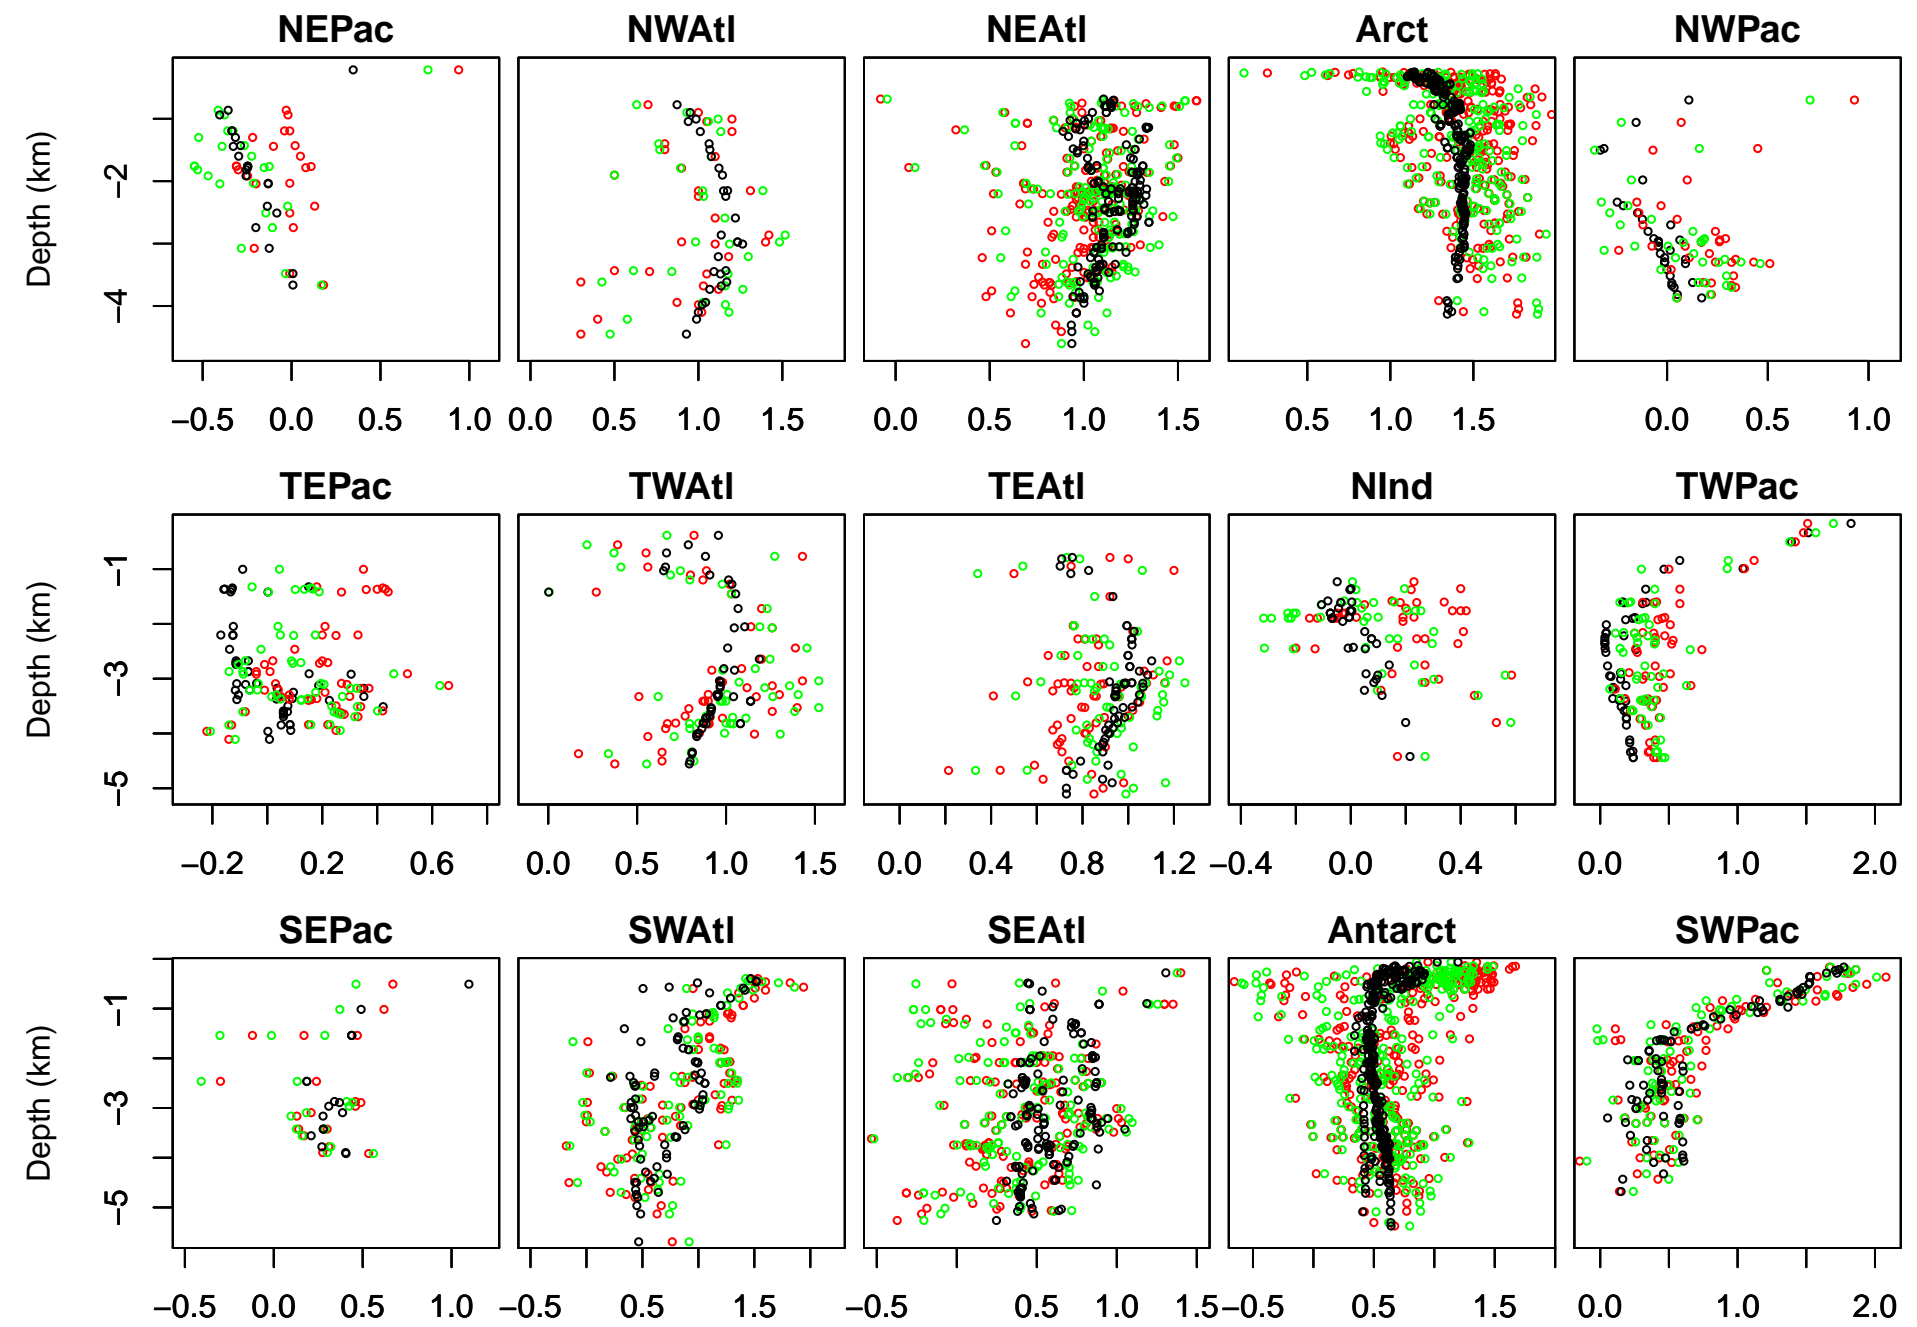 NEPac NWAtl NEAtl Arct NWPac
Depth (km)
−2
−4
−0.5 0.0 0.5 1.0 0.0 0.5 1.0 1.5 0.0 0.5 1.0 1.5 0.5 1.0 1.5 0.0 0.5 1.0
TEPac TWAtl TEAtl NInd TWPac
Depth (km)
−1
−3
−5
−0.2 0.2 0.6 0.0 0.5 1.0 1.5 0.0 0.4 0.8 1.2 −0.4 0.0 0.4 0.0 1.0 2.0
SEPac SWAtl SEAtl Antarct SWPac
Depth (km)
−1
−3
−5
−0.5 0.0 0.5 1.0 −0.5 0.5 1.5 −0.5 0.0 0.5 1.0 1.5 −0.5 0.5 1.5 0.0 1.0 2.0